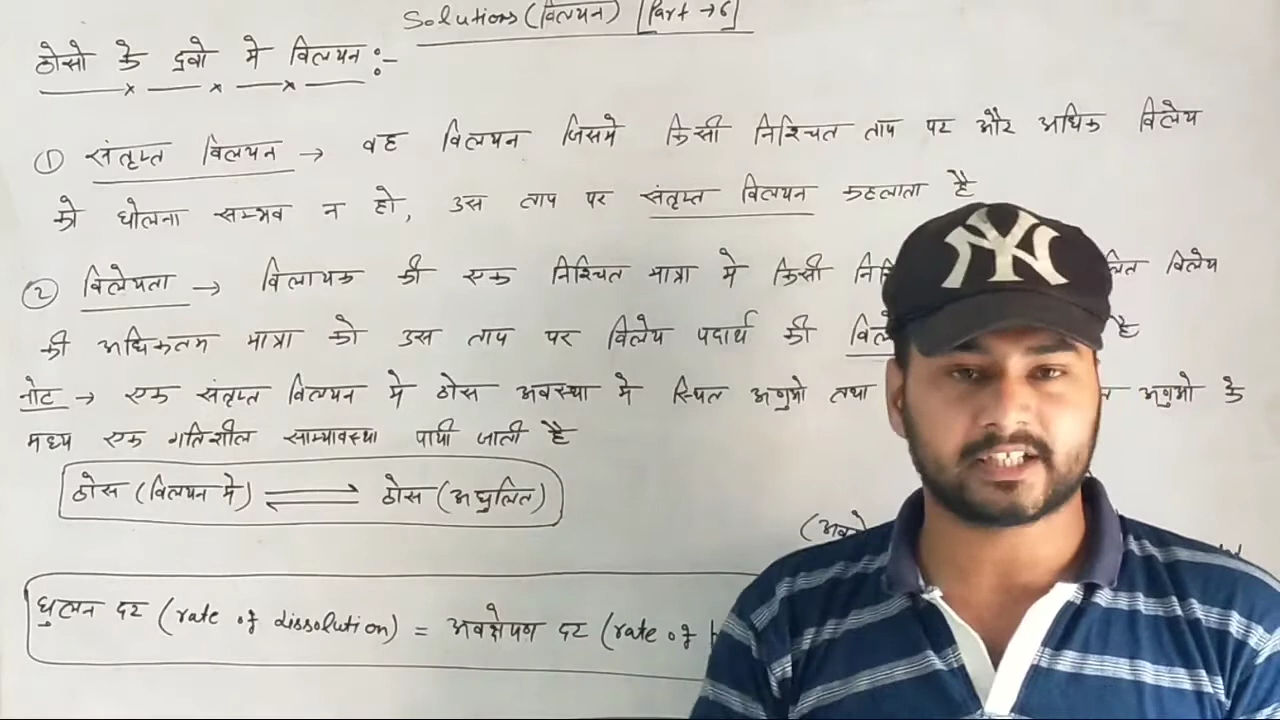 Solutions (विलयन) [Part → 6]
ठोसो के द्रवो मे विलयन :-
① संतृप्त विलयन → वह विलयन जिसमे किसी निश्चित ताप पर और अधिक विलेय
को घोलना सम्भव न हो, उस ताप पर संतृप्त विलयन कहलाता है
② विलेयता → विलायक की एक निश्चित मात्रा मे किसी विलेय
की अधिकतम मात्रा को उस ताप पर विलेय पदार्थ की है
नोट → एक संतृप्त विलयन मे ठोस अवस्था मे स्थित अणुओ तथा अणुओ के
मध्य एक गतिशील साम्यावस्था पायी जाती है
ठोस (विलयन मे) ⇌ ठोस (अघुलित)
घुलन दर (rate of dissolution) = अवक्षेपण दर (rate of
NY